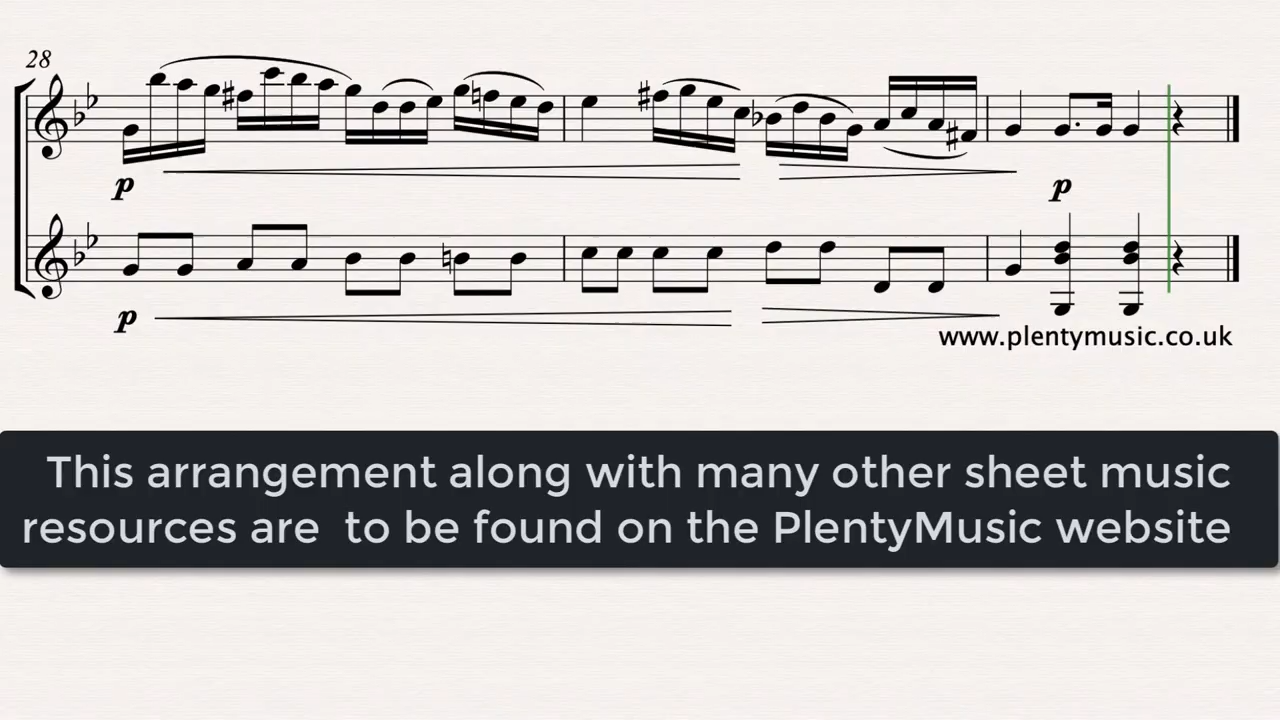 28
p
p
p
www.plentymusic.co.uk
This arrangement along with many other sheet music
resources are  to be found on the PlentyMusic website